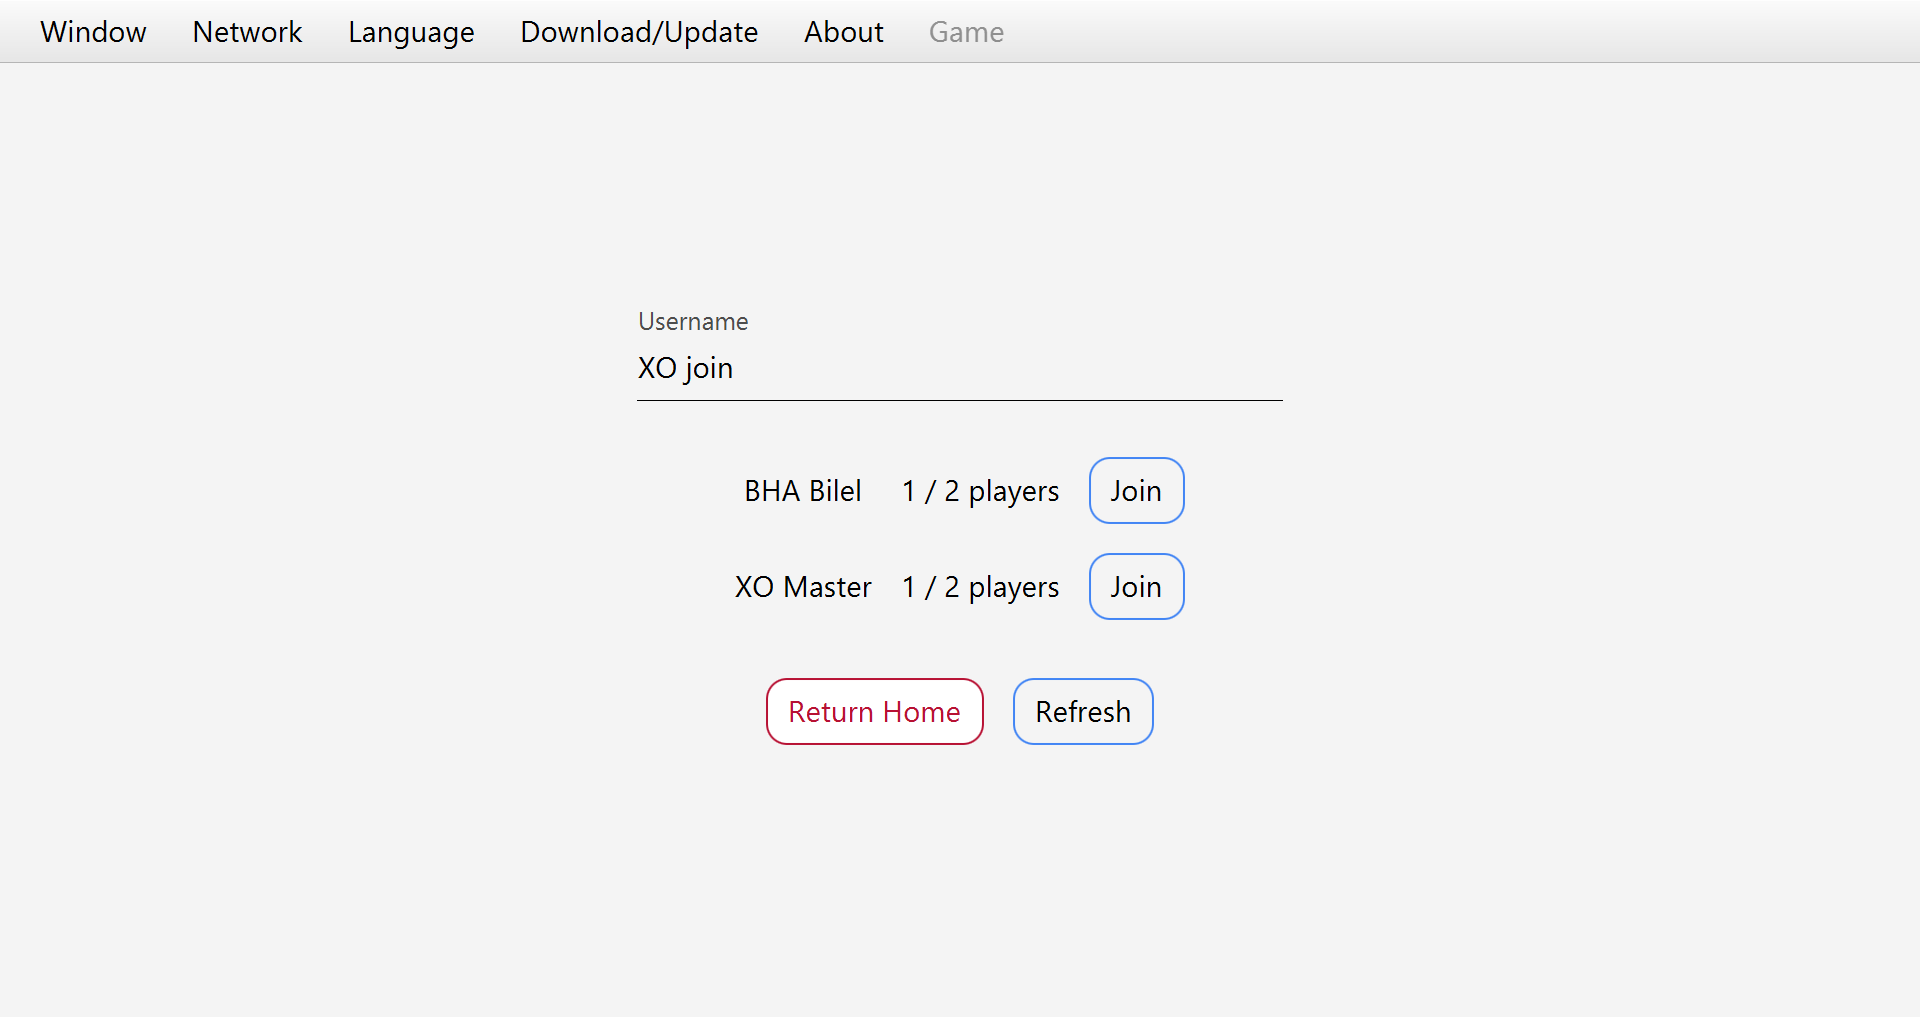 Window Network Language Download/Update About Game
Username
XO join
BHA Bilel 1 / 2 players Join
XO Master 1 / 2 players Join
Return Home Refresh